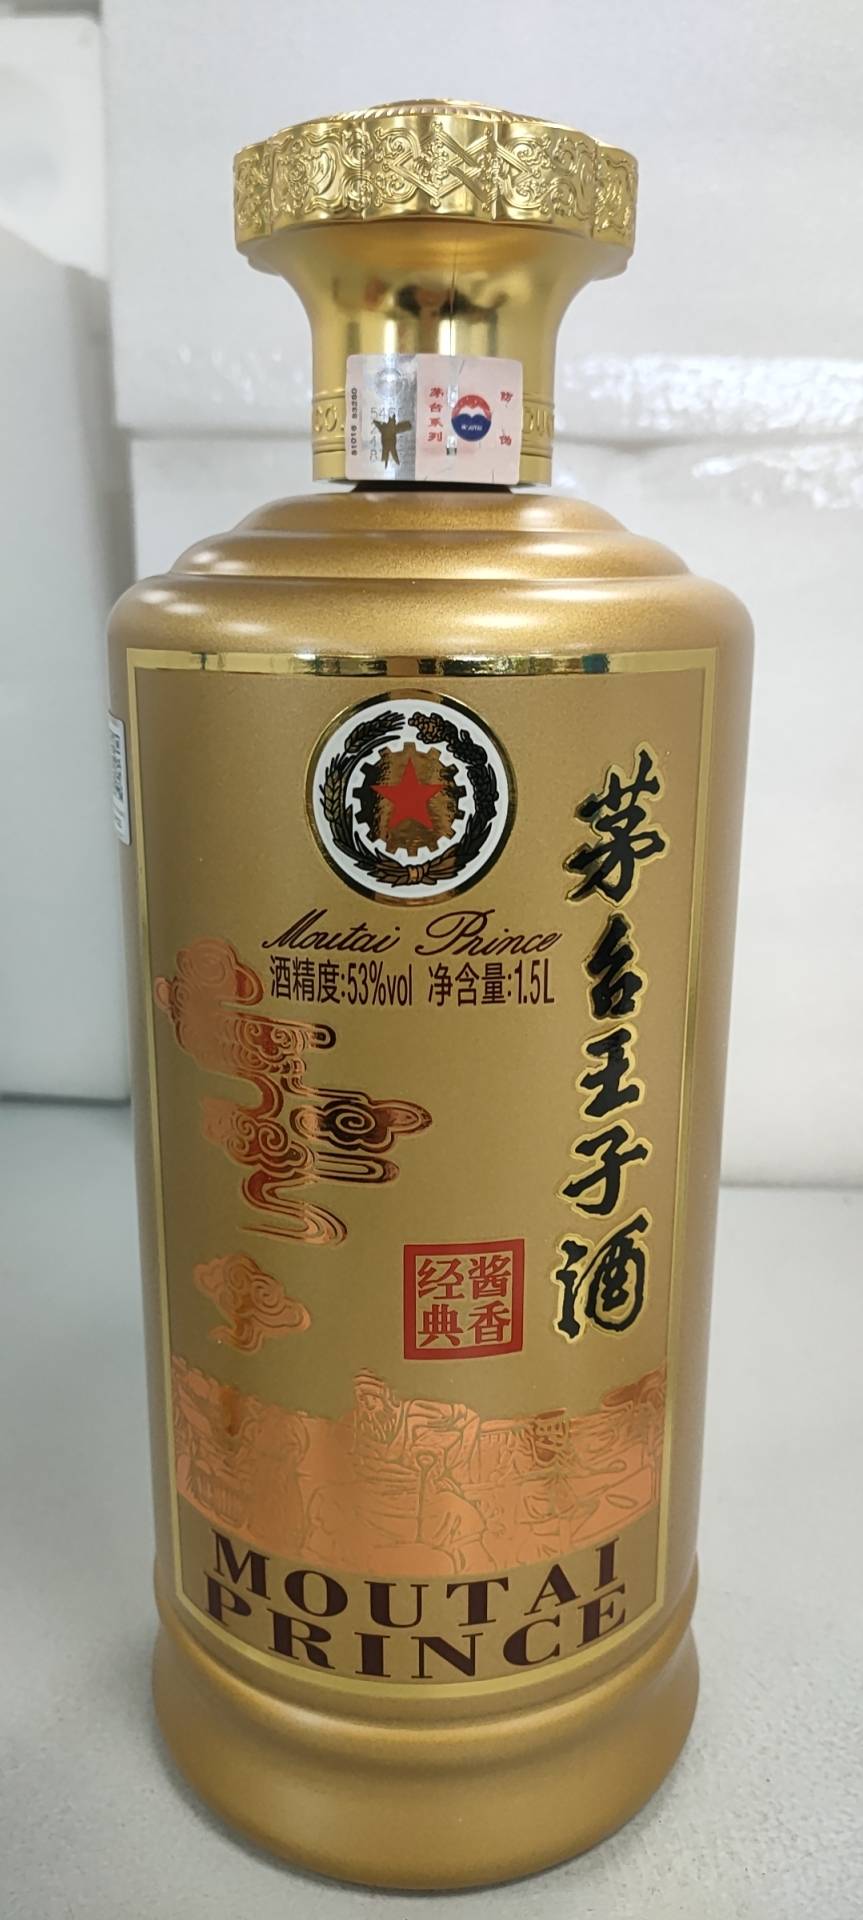 茅台系列
防伪
Moutai Prince
酒精度:53%vol 净含量:1.5L
茅台王子酒
酱香
经典
MOUTAI
PRINCE